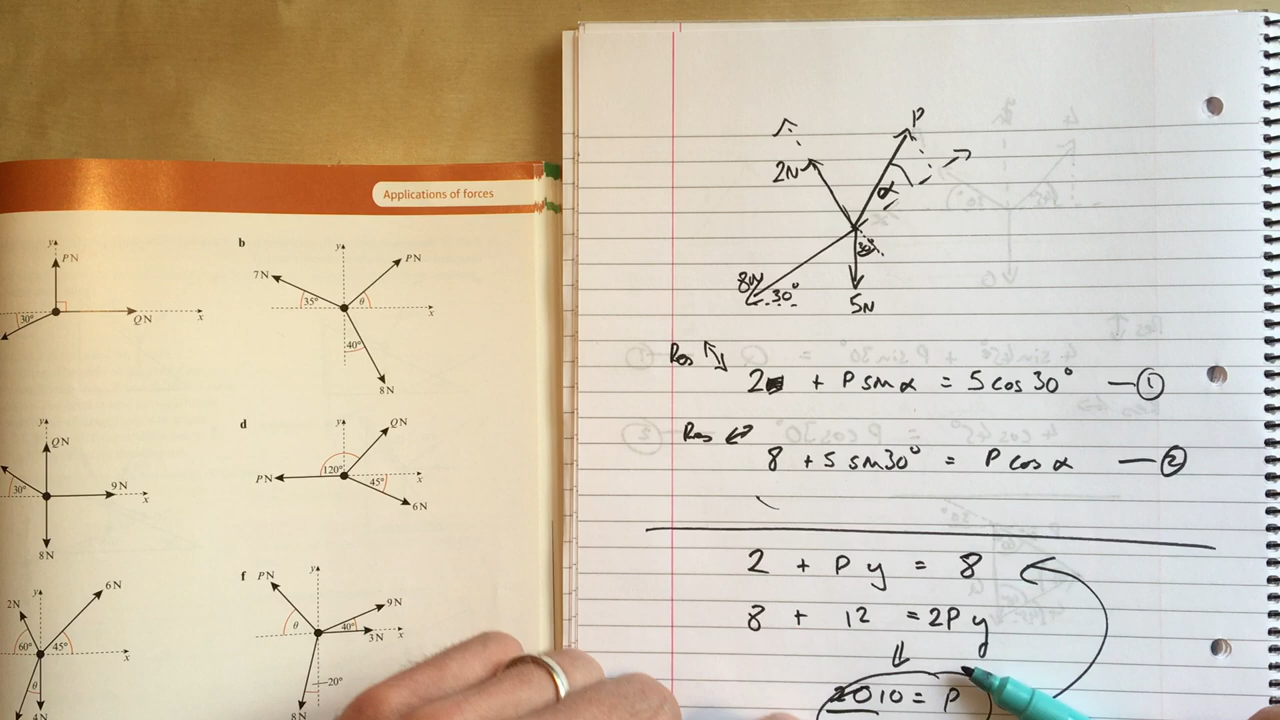 Applications of forces
y
PN
30°
QN
x
b
y
7N
PN
35°
θ
x
40°
8N
y
QN
30°
9N
x
8N
d
y
QN
120°
PN
45°
x
6N
y
6N
2N
60°
45°
x
θ
4N
f
y
PN
9N
θ
40°
3N
x
20°
8N
P
2N
α
30°
8N
30°
5N
Res
2 + P sin α = 5 cos 30° — ①
Res
8 + 5 sin 30° = P cos α — ②
2 + P y = 8
8 + 12 = 2P y
10 = P